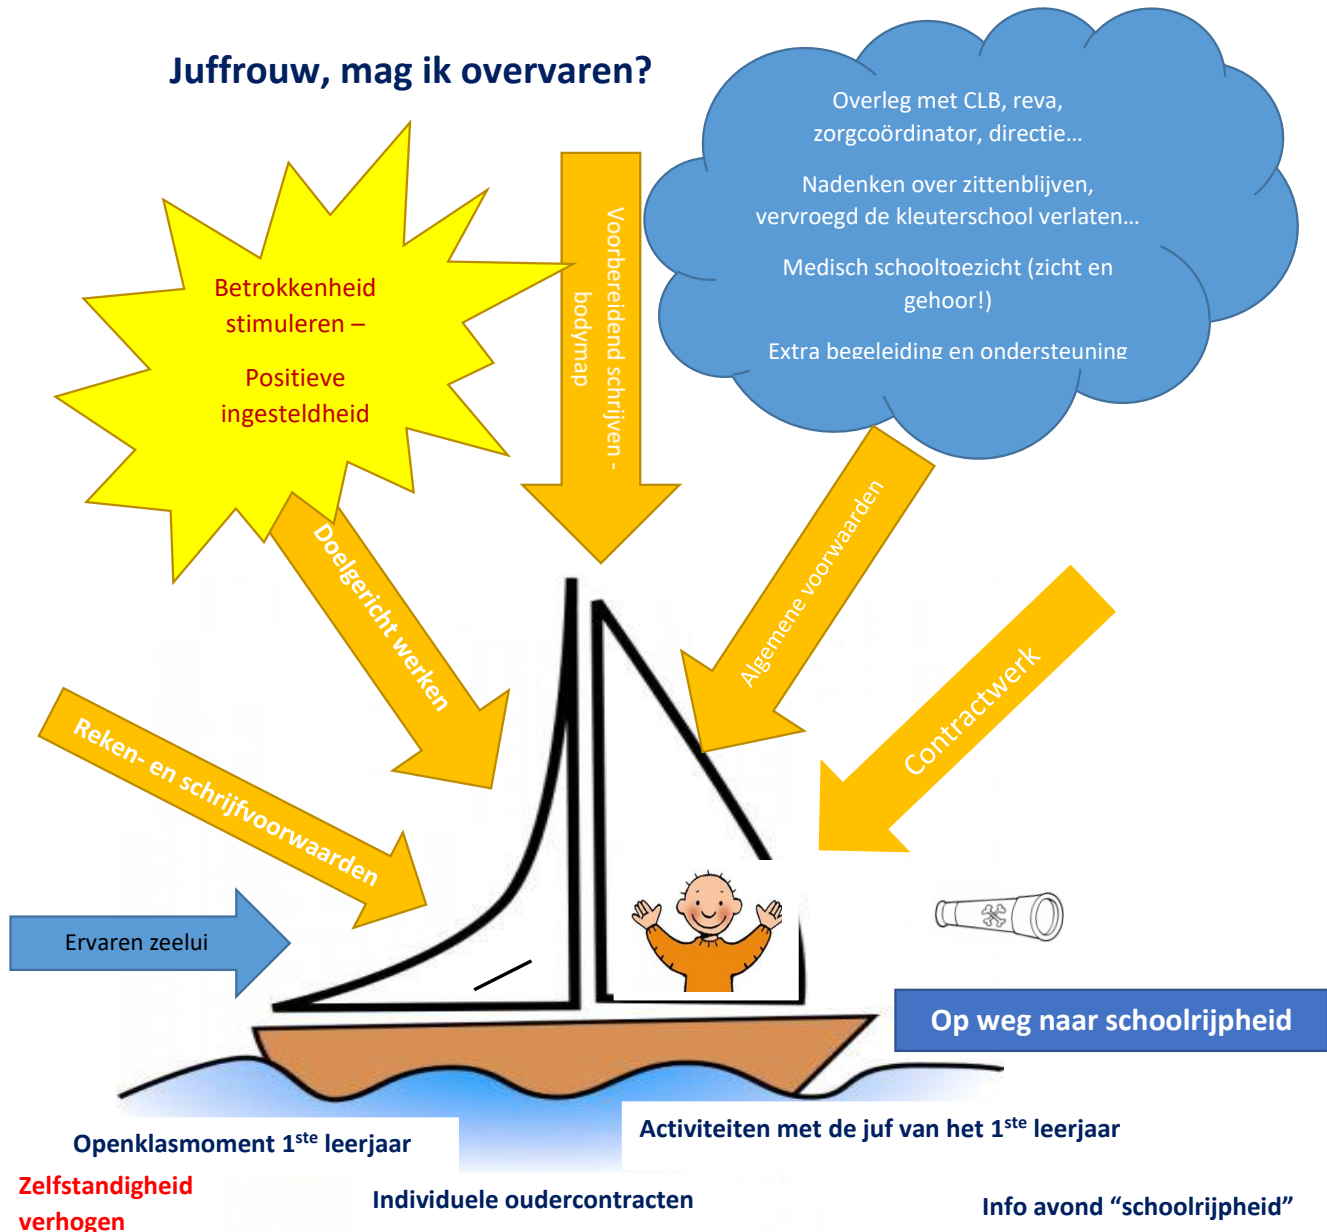 Juffrouw, mag ik overvaren?
Overleg met CLB, reva,
zorgcoördinator, directie...
Nadenken over zittenblijven,
vervroegd de kleuterschool verlaten...
Medisch schooltoezicht (zicht en
gehoor!)
Extra begeleiding en ondersteuning
Betrokkenheid
stimuleren –
Positieve
ingesteldheid
Voorbereidend schrijven -
bodymap
Doelgericht werken
Algemene voorwaarden
Contractwerk
Reken- en schrijfvoorwaarden
Ervaren zeelui
Op weg naar schoolrijpheid
Openklasmoment 1ste leerjaar
Activiteiten met de juf van het 1ste leerjaar
Zelfstandigheid
verhogen
Individuele oudercontracten
Info avond “schoolrijpheid”